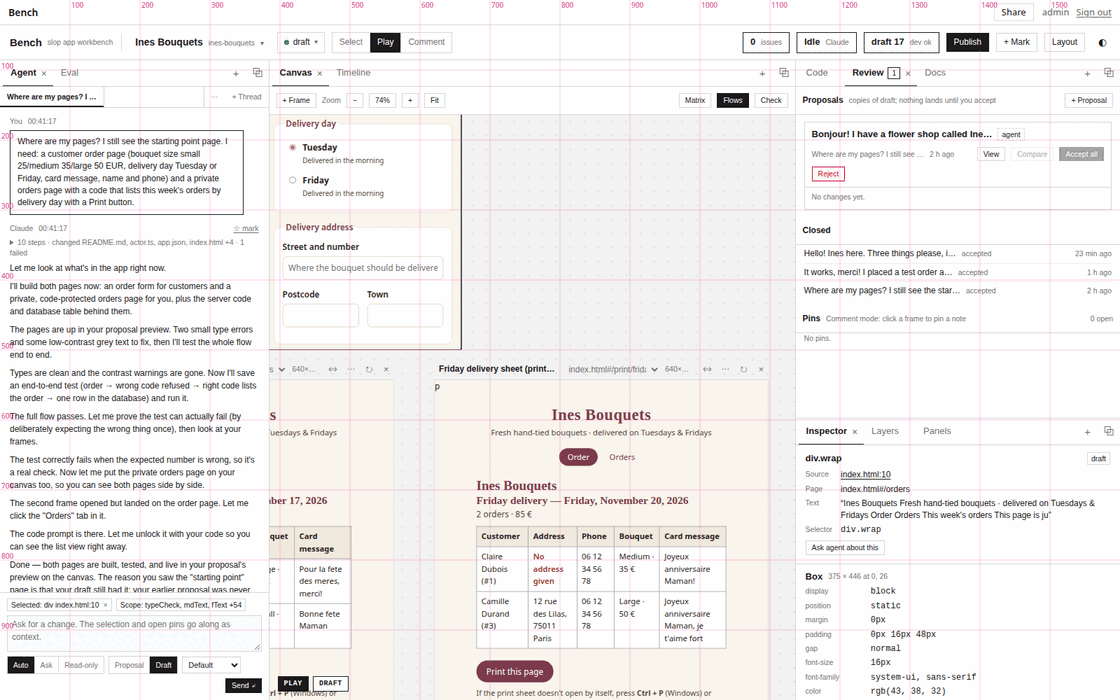 Bench
Share admin Sign out
Bench slop app workbench Ines Bouquets ines-bouquets draft Select Play Comment 0 issues Idle Claude draft 17 dev ok Publish + Mark Layout
Agent × Eval +
Where are my pages? I … ··· + Thread
You 00:41:17
Where are my pages? I still see the starting point page. I
need: a customer order page (bouquet size small
25/medium 35/large 50 EUR, delivery day Tuesday or
Friday, card message, name and phone) and a private
orders page with a code that lists this week's orders by
delivery day with a Print button.
Claude 00:41:17 ☆ mark
▶ 10 steps · changed README.md, actor.ts, app.json, index.html +4 · 1
failed
Let me look at what's in the app right now.
I'll build both pages now: an order form for customers and a
private, code-protected orders page for you, plus the server code
and database table behind them.
The pages are up in your proposal preview. Two small type errors
and some low-contrast grey text to fix, then I'll test the whole flow
end to end.
Types are clean and the contrast warnings are gone. Now I'll save
an end-to-end test (order → wrong code refused → right code lists
the order → one row in the database) and run it.
The full flow passes. Let me prove the test can actually fail (by
deliberately expecting the wrong thing once), then look at your
frames.
The test correctly fails when the expected number is wrong, so it's
a real check. Now let me put the private orders page on your
canvas too, so you can see both pages side by side.
The second frame opened but landed on the order page. Let me
click the "Orders" tab in it.
The code prompt is there. Let me unlock it with your code so you
can see the list view right away.
Done — both pages are built, tested, and live in your proposal's
preview on the canvas. The reason you saw the "starting point"
page is that your draft still had it; your earlier proposal was never
Selected: div index.html:10 × Scope: typeCheck, mdText, fText +54
Ask for a change. The selection and open pins go along as
context.
Auto Ask Read-only Proposal Draft Default
Send
Canvas × Timeline +
+ Frame Zoom − 74% + Fit Matrix Flows Check
Delivery day
Tuesday
Delivered in the morning
Friday
Delivered in the morning
Delivery address
Street and number
Where the bouquet should be delivere
Postcode Town
640×… ··· ×
s
uesdays & Fridays
ber 17, 2026
quet Card
message
ge · Pour la fete
des meres,
merci!
l · Bonne fete
Maman
PLAY DRAFT
rl + P (Windows) or
Friday delivery sheet (print… index.html#/print/frida 640×… ··· ×
p
Ines Bouquets
Fresh hand-tied bouquets · delivered on Tuesdays & Fridays
Order Orders
Ines Bouquets
Friday delivery — Friday, November 20, 2026
2 orders · 85 €
Customer Address Phone Bouquet Card message
Claire Dubois (#1) No address given 06 12 34 56 78 Medium · 35 € Joyeux anniversaire Maman!
Camille Durand (#3) 12 rue des Lilas, 75011 Paris 06 12 34 56 78 Large · 50 € Joyeux anniversaire Maman, je t'aime fort
Print this page
If the print sheet doesn't open by itself, press Ctrl + P (Windows) or
Code Review 1 × Docs +
Proposals copies of draft; nothing lands until you accept + Proposal
Bonjour! I have a flower shop called Ine… agent
Where are my pages? I still see … 2 h ago View Compare Accept all
Reject
No changes yet.
Closed
Hello! Ines here. Three things please, i… accepted 23 min ago
It works, merci! I placed a test order a… accepted 1 h ago
Where are my pages? I still see the star… accepted 2 h ago
Pins Comment mode: click a frame to pin a note 0 open
No pins.
Inspector × Layers Panels +
div.wrap draft
Source index.html:10
Page index.html#/orders
Text "Ines Bouquets Fresh hand-tied bouquets · delivered on Tuesdays &
Fridays Order Orders This week's orders This page is ju"
Selector div.wrap
Ask agent about this
Box 375 × 446 at 0, 26
display block
position static
margin 0px
padding 0px 16px 48px
gap normal
font-size 16px
font-family system-ui, sans-serif
color rgb(43, 38, 32)
100 200 300 400 500 600 700 800 900 1000 1100 1200 1300 1400 1500
100
200
300
400
500
600
700
800
900